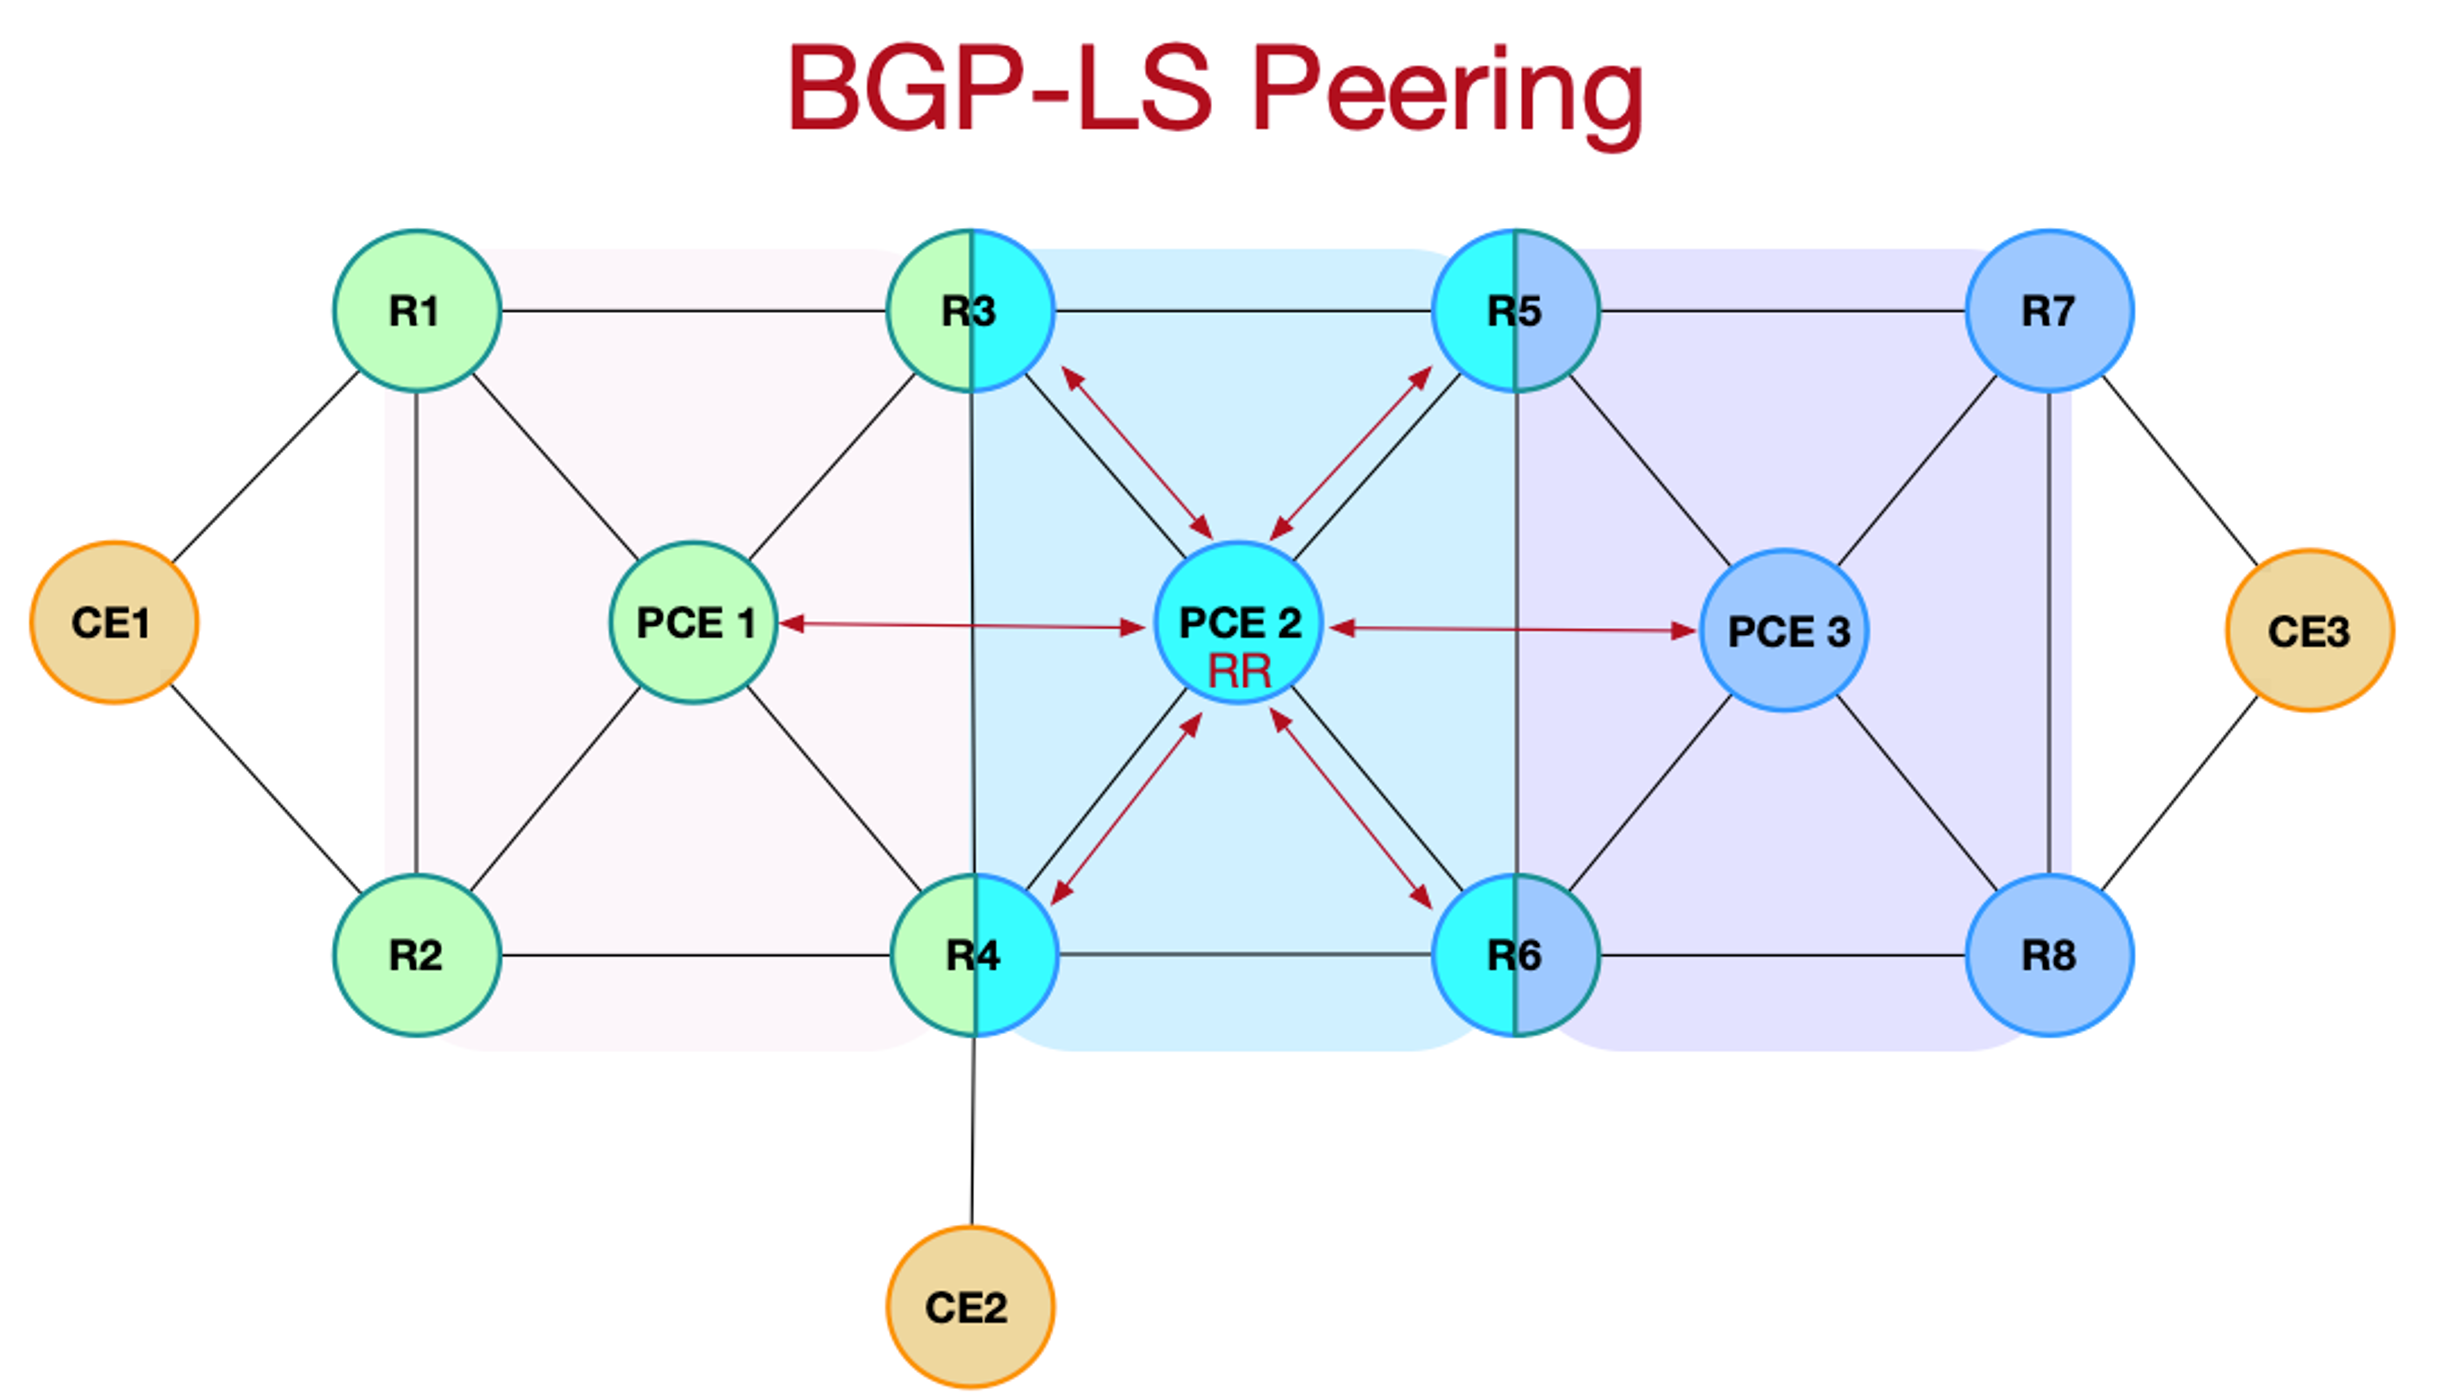 BGP-LS Peering
R1
R3
R5
R7
CE1
PCE 1
PCE 2
RR
PCE 3
CE3
R2
R4
R6
R8
CE2